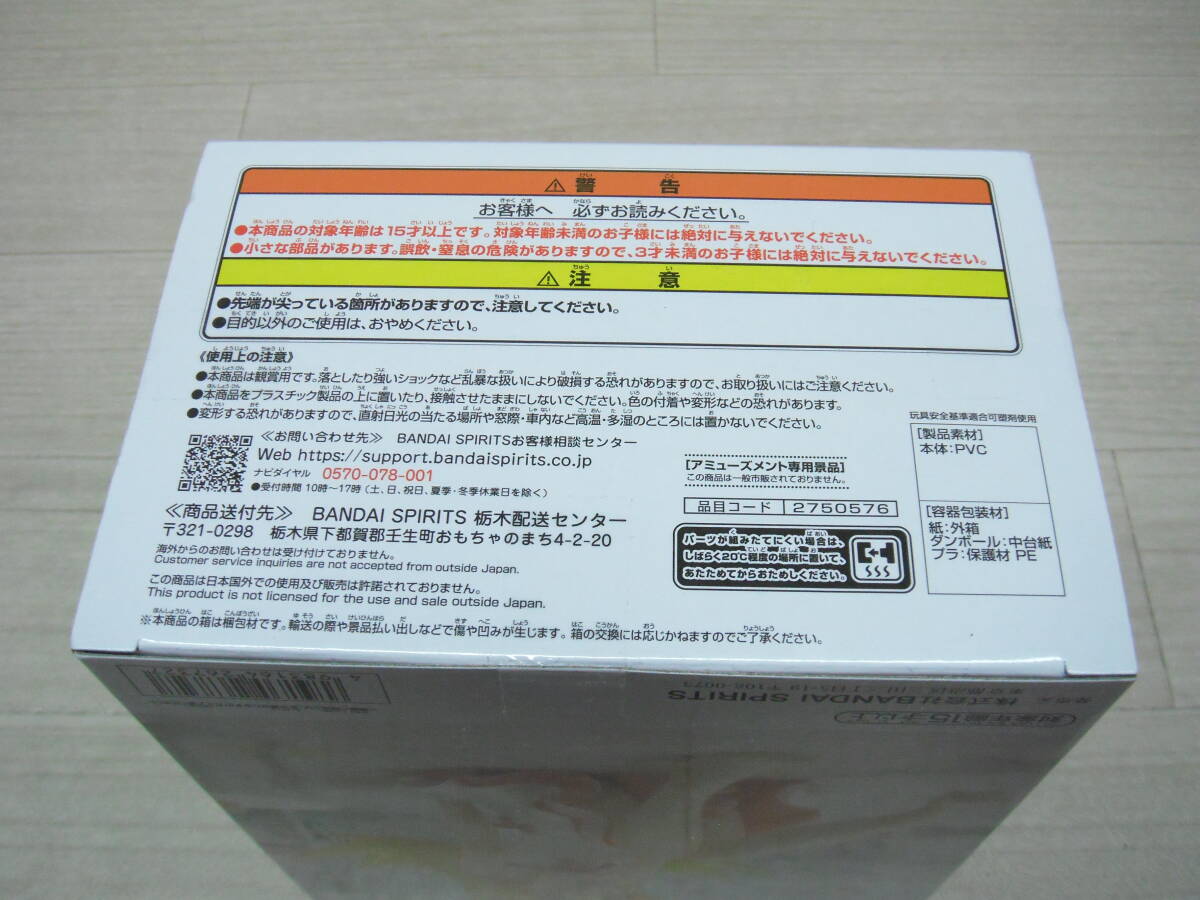 ⚠警告
お客様へ 必ずお読みください。
●本商品の対象年齢は15才以上です。対象年齢未満のお子様には絶対に与えないでください。
●小さな部品があります。誤飲・窒息の危険がありますので、3才未満のお子様には絶対に与えないでください。
⚠注意
●先端が尖っている箇所がありますので、注意してください。
●目的以外のご使用は、おやめください。
《使用上の注意》
●本商品は観賞用です。落としたり強いショックなど乱暴な扱いにより破損する恐れがありますので、お取り扱いにはご注意ください。
●本商品をプラスチック製品の上に置いたり、接触させたままにしないでください。色の付着や変形などの恐れがあります。
●変形する恐れがありますので、直射日光の当たる場所や窓際・車内など高温・多湿のところには置かないでください。
≪お問い合わせ先≫ BANDAI SPIRITSお客様相談センター
Web https://support.bandaispirits.co.jp
ナビダイヤル 0570-078-001
●受付時間 10時〜17時(土、日、祝日、夏季・冬季休業日を除く)
≪商品送付先≫ BANDAI SPIRITS 栃木配送センター
〒321-0298 栃木県下都賀郡壬生町おもちゃのまち4-2-20
海外からのお問い合わせは受け付けておりません。
Customer service inquiries are not accepted from outside Japan.
この商品は日本国外での使用及び販売は許諾されておりません。
This product is not licensed for the use and sale outside Japan.
※本商品の箱は梱包材です。輸送の際や景品払い出しなどで傷や凹みが生じます。箱の交換には応じかねますのでご了承ください。
[アミューズメント専用景品]
この商品は一般市販されておりません。
品目コード 2750576
パーツが組みたてにくい場合は、
しばらく20℃程度の場所に置いて、
あたためてからおためしください。
玩具安全基準適合可塑剤使用
[製品素材]
本体:PVC
[容器包装材]
紙:外箱
ダンボール:中台紙
プラ:保護材 PE
対象年齢15才以上
株式会社BANDAI SPIRITS